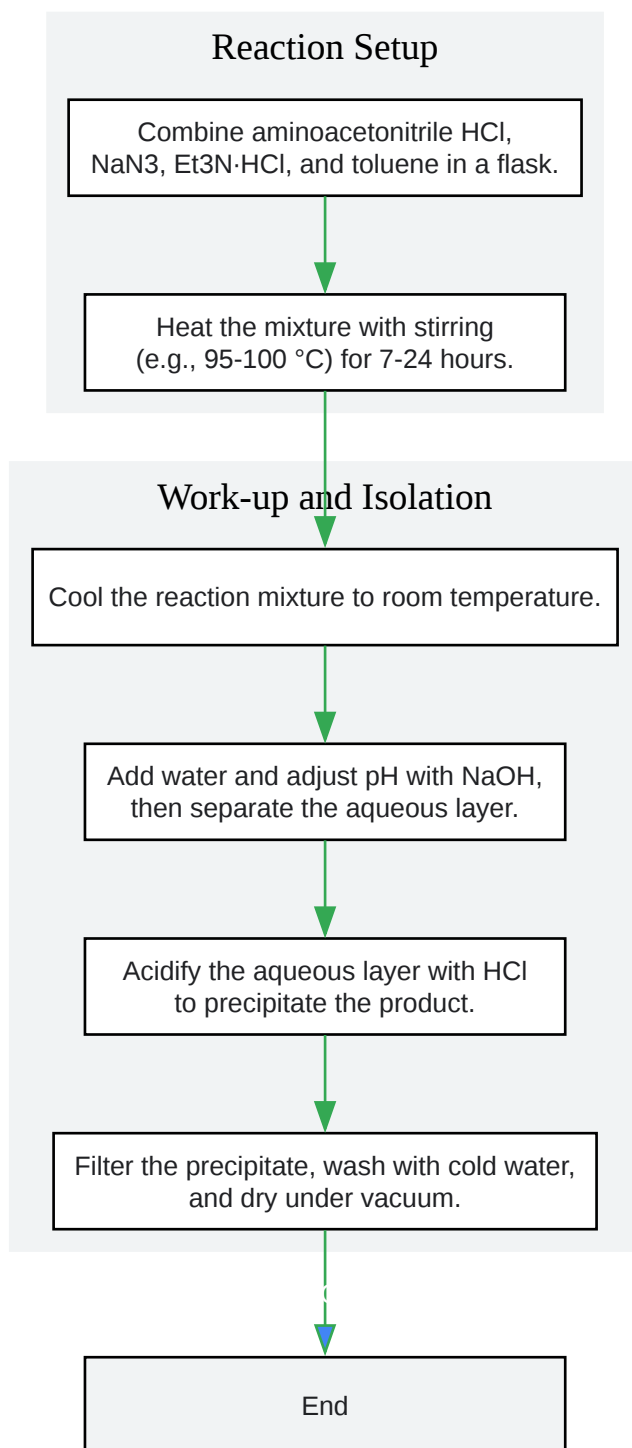 Reaction Setup
Combine aminoacetonitrile HCl,
NaN3, Et3N·HCl, and toluene in a flask.
Heat the mixture with stirring
(e.g., 95-100 °C) for 7-24 hours.
Work-up and Isolation
Cool the reaction mixture to room temperature.
Add water and adjust pH with NaOH,
then separate the aqueous layer.
Acidify the aqueous layer with HCl
to precipitate the product.
Filter the precipitate, wash with cold water,
and dry under vacuum.
End